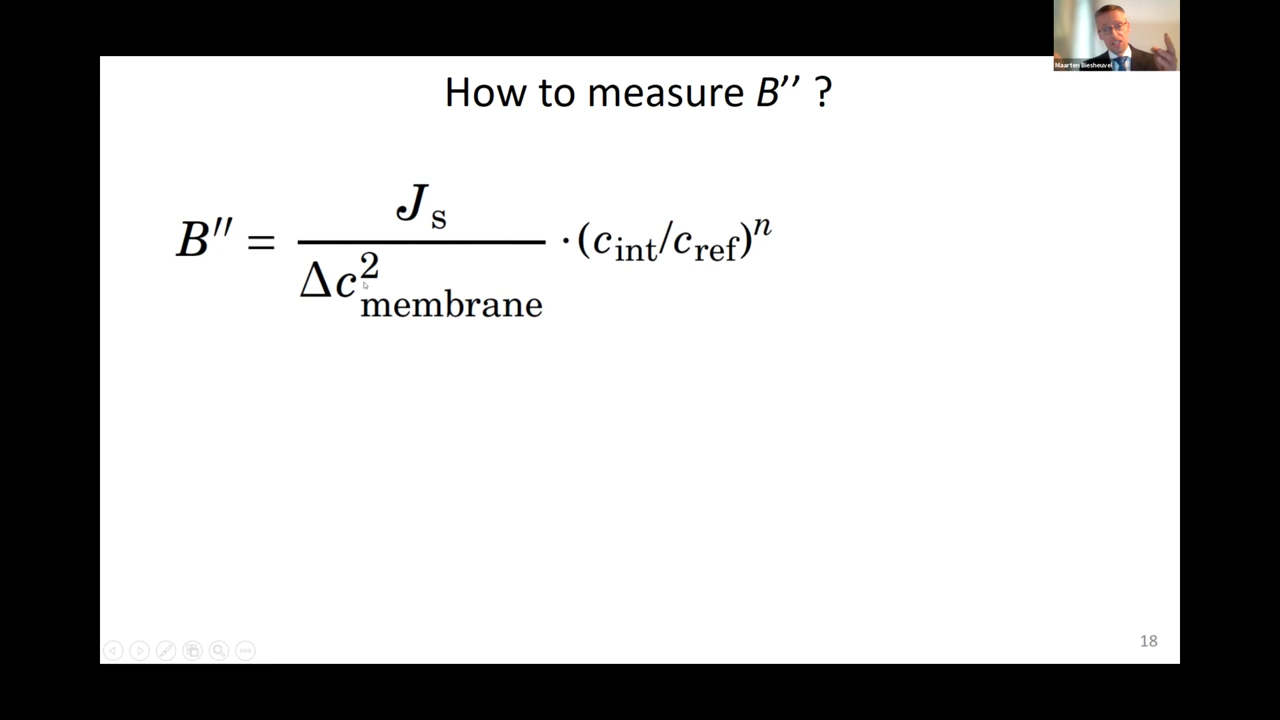 Maarten Biesheuvel
How to measure B’’ ?
B″ = J_s / Δc²_membrane · (c_int/c_ref)ⁿ
18